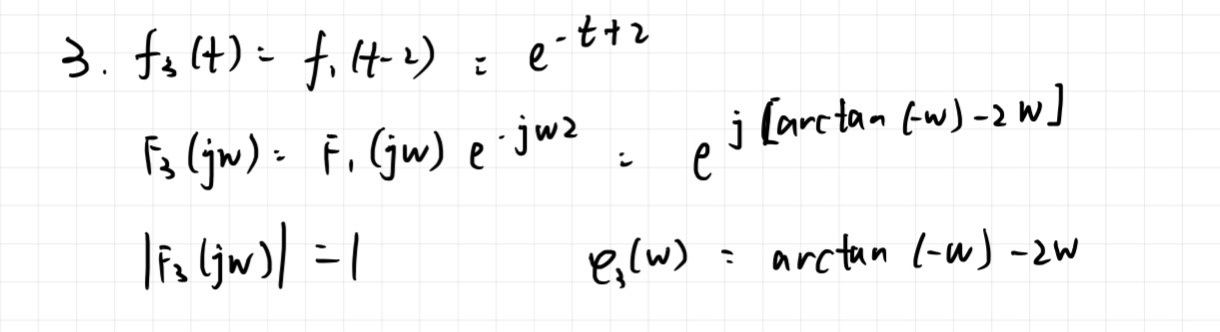 3. f₃(t) = f₁(t-2) = e^{-t+2}
F₃(jw) = F₁(jw) e^{-jw2} = e^{j[arctan(-w)-2w]}
|F₃(jw)| = 1 φ₃(w) = arctan(-w) -2w